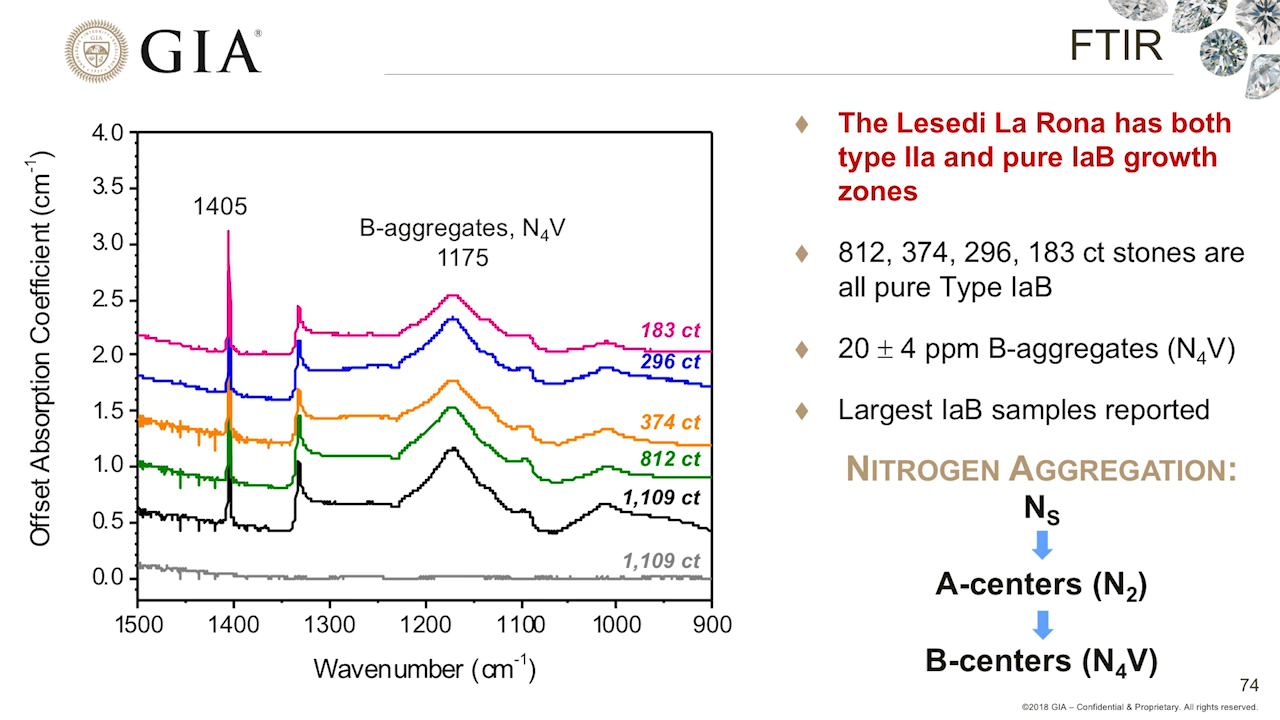 GIA®
FTIR
4.0
3.5
3.0
2.5
2.0
1.5
1.0
0.5
0.0
Offset Absorption Coefficient (cm⁻¹)
1405
B-aggregates, N₄V
1175
183 ct
296 ct
374 ct
812 ct
1,109 ct
1,109 ct
1500 1400 1300 1200 1100 1000 900
Wavenumber (cm⁻¹)
♦ The Lesedi La Rona has both
type IIa and pure IaB growth
zones
♦ 812, 374, 296, 183 ct stones are
all pure Type IaB
♦ 20 ± 4 ppm B-aggregates (N₄V)
♦ Largest IaB samples reported
NITROGEN AGGREGATION:
Nₛ
A-centers (N₂)
B-centers (N₄V)
74
©2018 GIA – Confidential & Proprietary. All rights reserved.